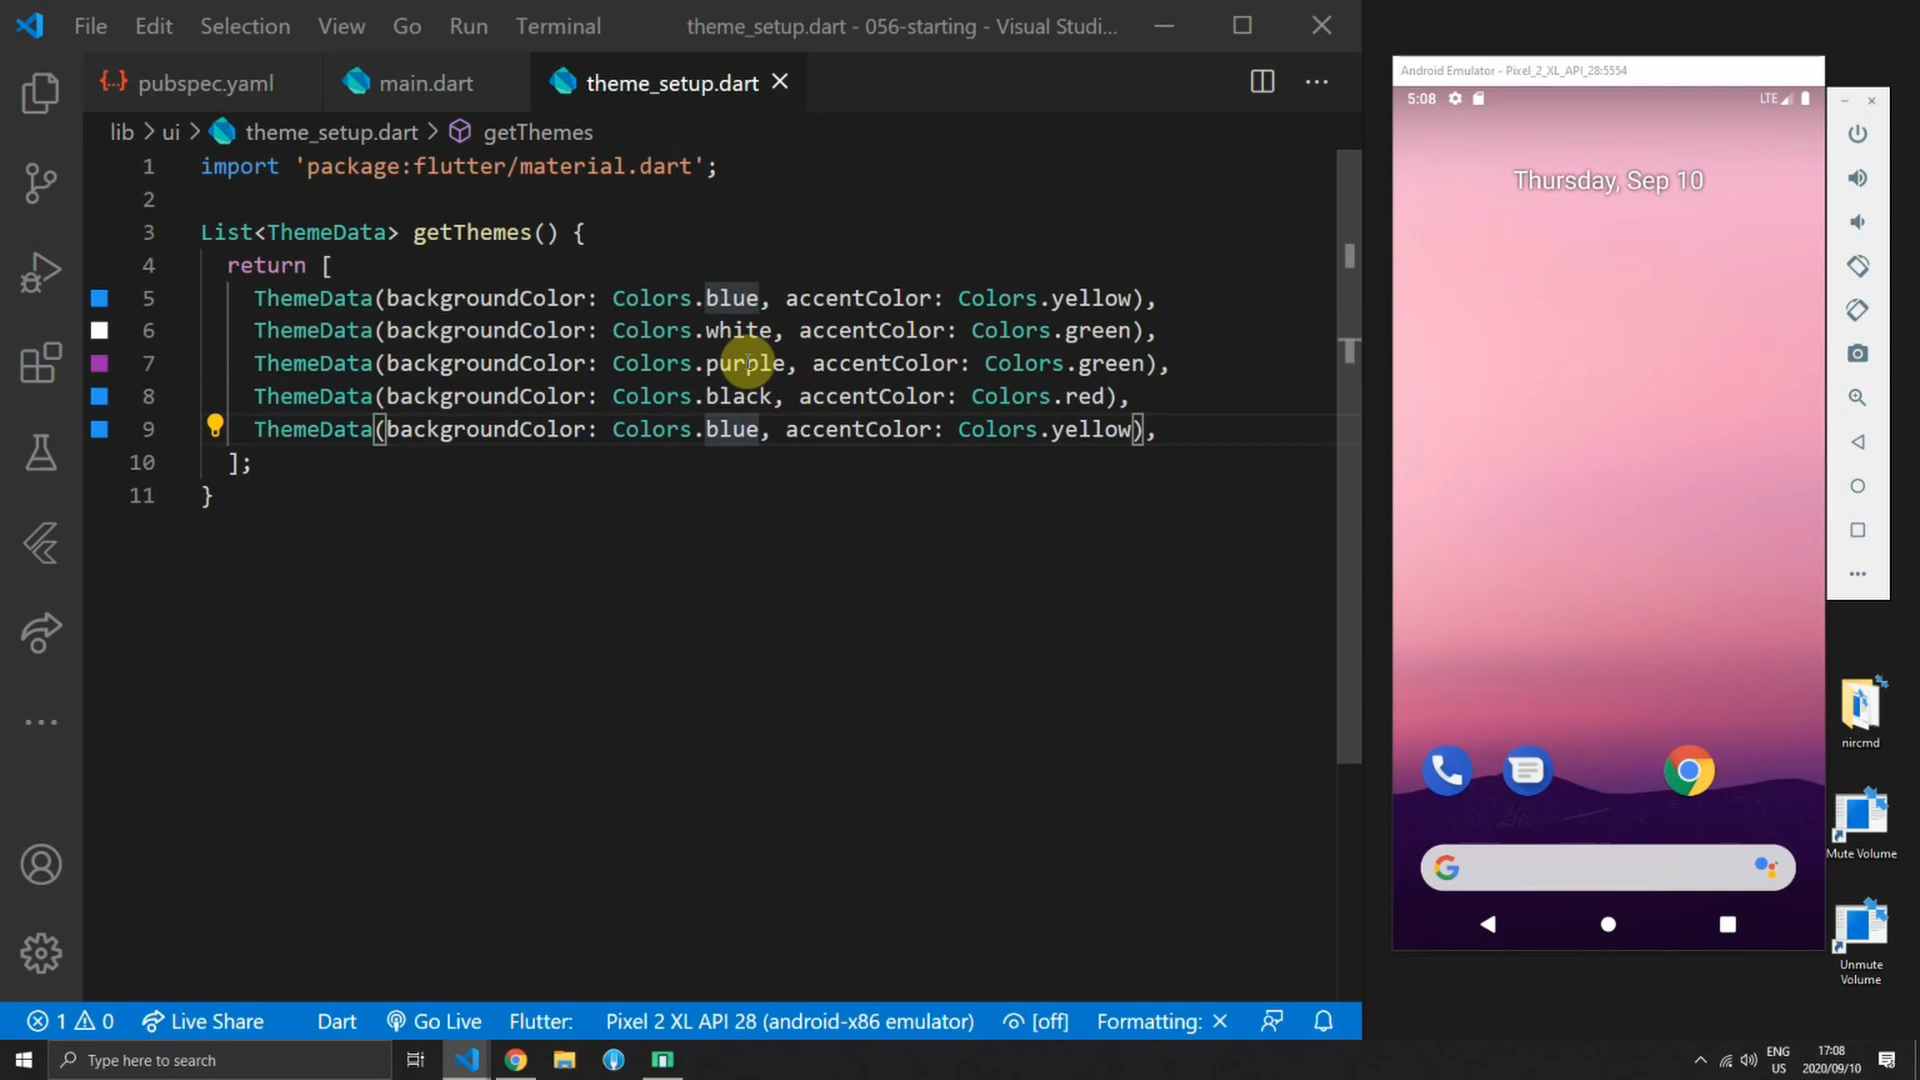 File Edit Selection View Go Run Terminal theme_setup.dart - 056-starting - Visual Studi...
pubspec.yaml main.dart theme_setup.dart
lib > ui > theme_setup.dart > getThemes
1 import 'package:flutter/material.dart';
2
3 List<ThemeData> getThemes() {
4 return [
5 ThemeData(backgroundColor: Colors.blue, accentColor: Colors.yellow),
6 ThemeData(backgroundColor: Colors.white, accentColor: Colors.green),
7 ThemeData(backgroundColor: Colors.purple, accentColor: Colors.green),
8 ThemeData(backgroundColor: Colors.black, accentColor: Colors.red),
9 ThemeData(backgroundColor: Colors.blue, accentColor: Colors.yellow),
10 ];
11 }
1 0 Live Share Dart Go Live Flutter: Pixel 2 XL API 28 (android-x86 emulator) [off] Formatting: ×
Android Emulator - Pixel_2_XL_API_28:5554
5:08 LTE
Thursday, Sep 10
nircmd
Mute Volume
Unmute
Volume
Type here to search
ENG
US
17:08
2020/09/10